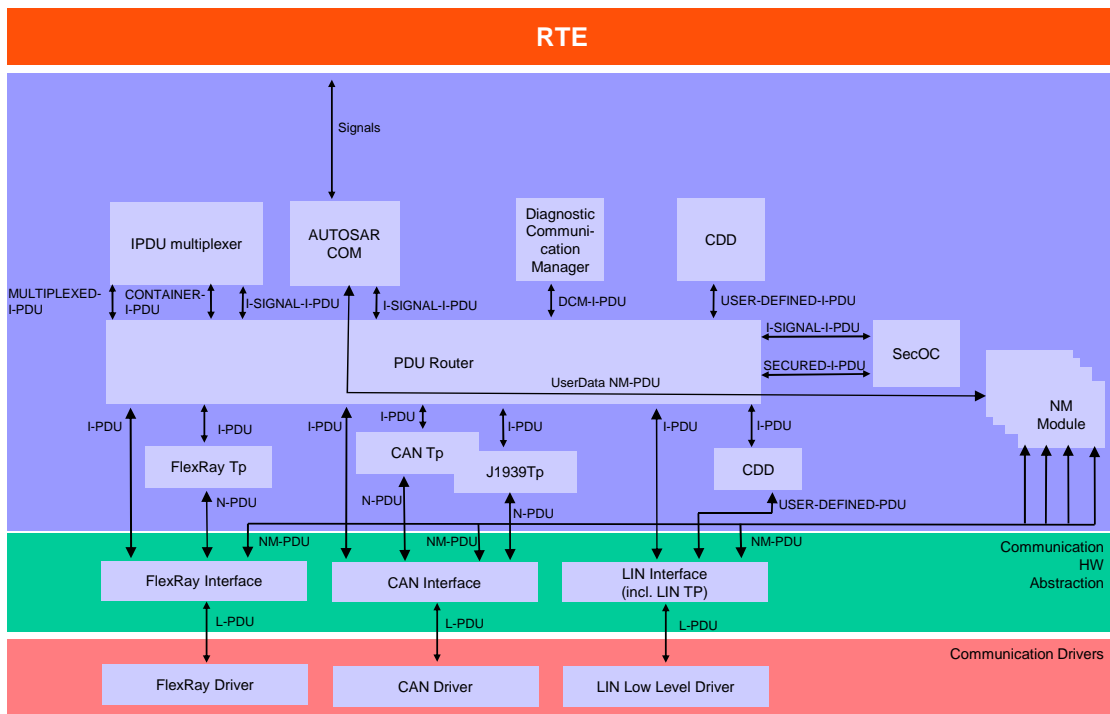 RTE
Signals
IPDU multiplexer
AUTOSAR
COM
Diagnostic
Communi-
cation
Manager
CDD
MULTIPLEXED-
I-PDU
CONTAINER-
I-PDU
I-SIGNAL-I-PDU
I-SIGNAL-I-PDU
DCM-I-PDU
USER-DEFINED-I-PDU
PDU Router
I-SIGNAL-I-PDU
SECURED-I-PDU
SecOC
UserData NM-PDU
NM
Module
I-PDU
I-PDU
I-PDU
I-PDU
I-PDU
I-PDU
I-PDU
FlexRay Tp
CAN Tp
J1939Tp
CDD
N-PDU
N-PDU
N-PDU
USER-DEFINED-PDU
NM-PDU
NM-PDU
NM-PDU
Communication
HW
Abstraction
FlexRay Interface
CAN Interface
LIN Interface
(incl. LIN TP)
L-PDU
L-PDU
L-PDU
Communication Drivers
FlexRay Driver
CAN Driver
LIN Low Level Driver